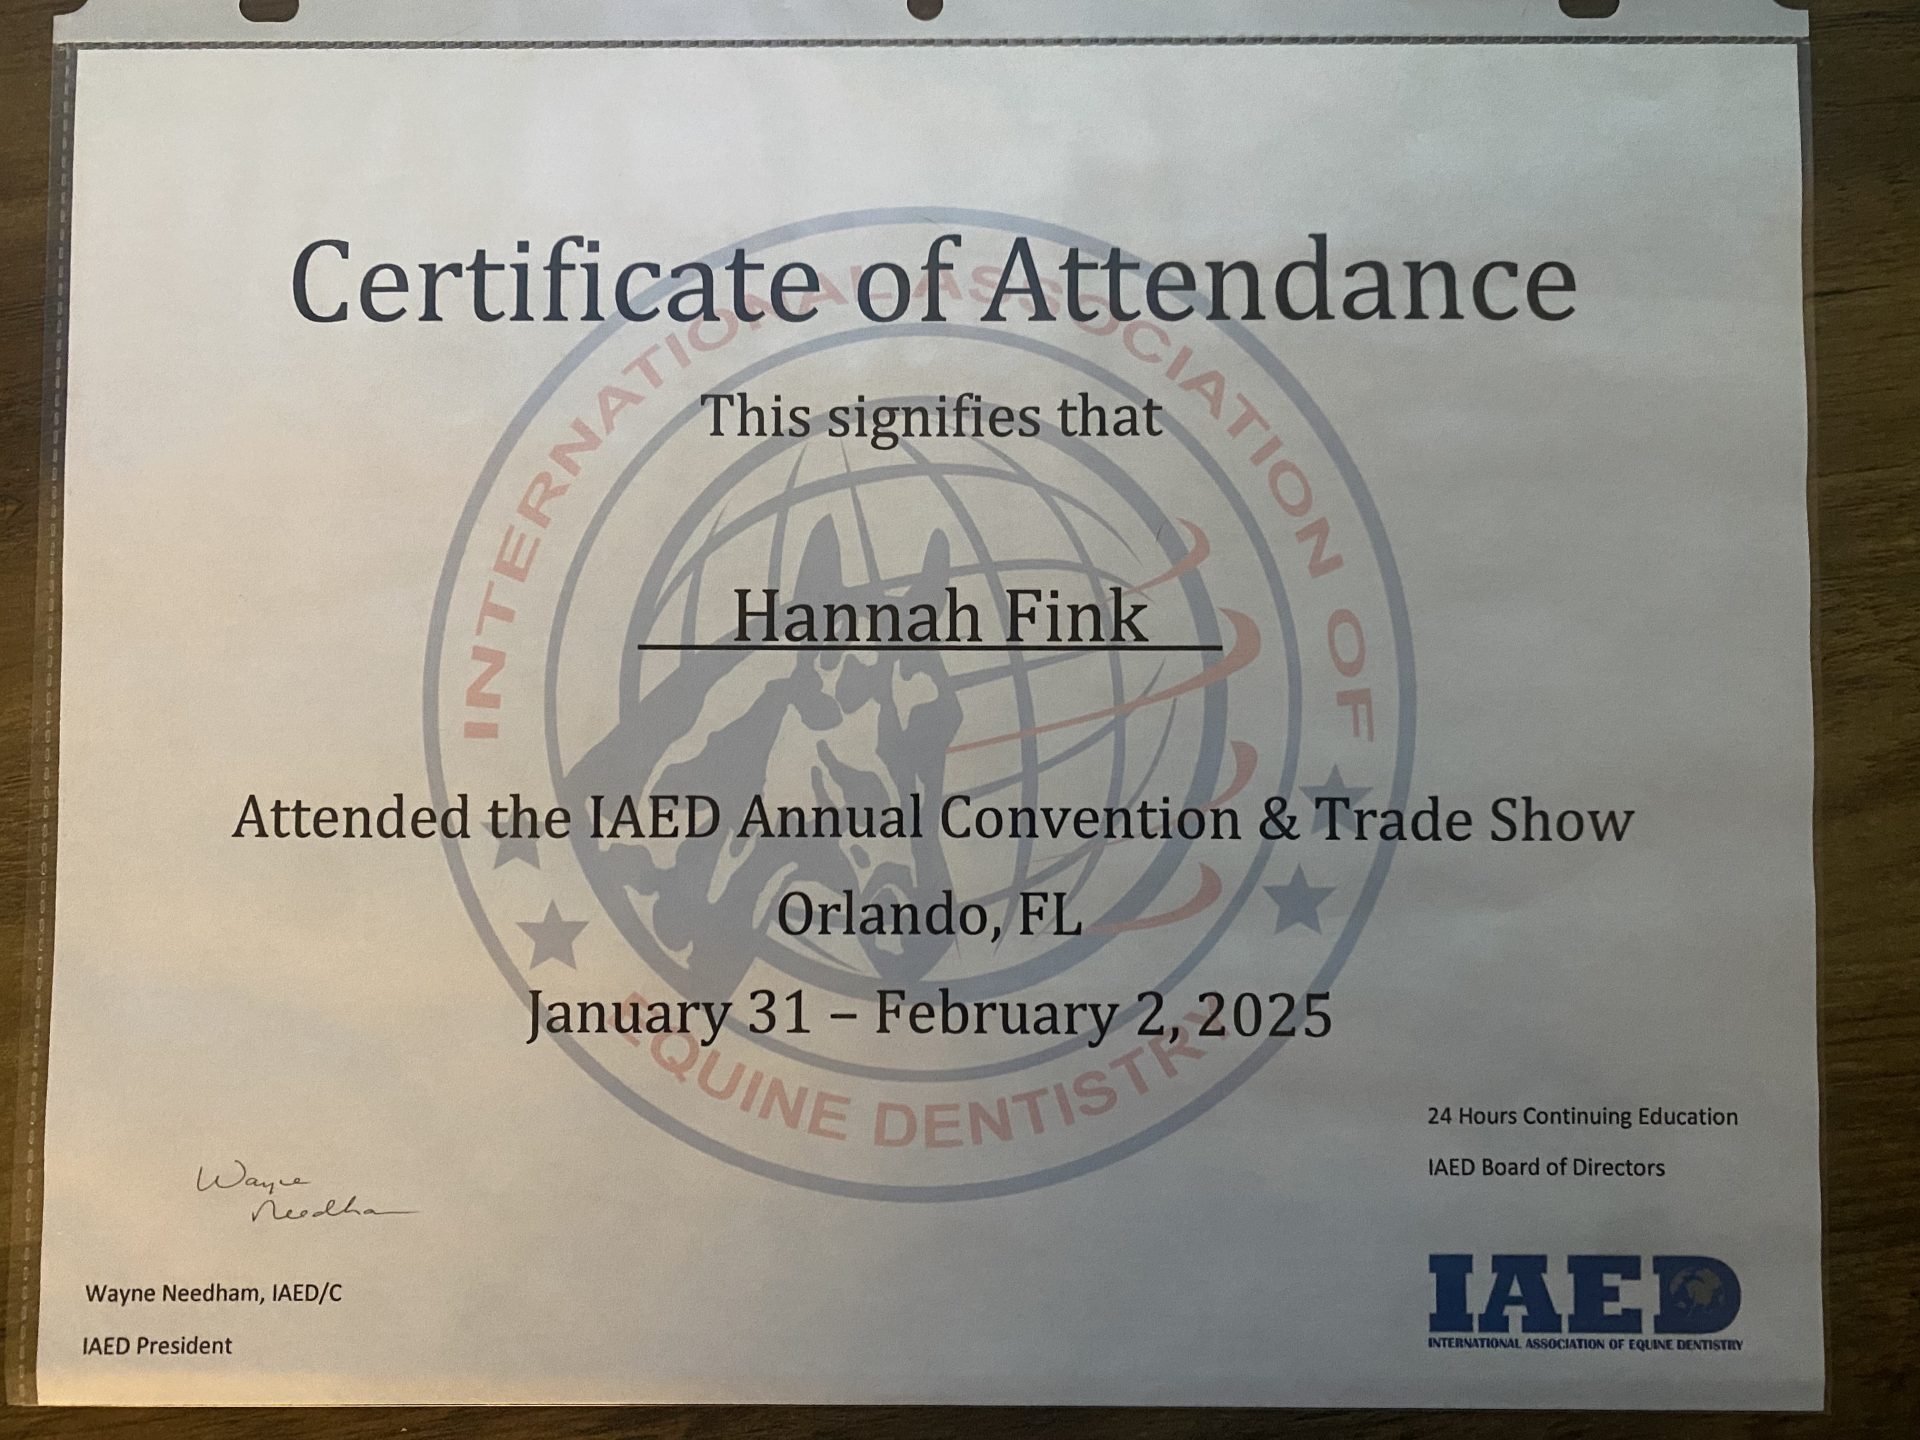 Certificate of Attendance
This signifies that
Hannah Fink
Attended the IAED Annual Convention & Trade Show
Orlando, FL
January 31 – February 2, 2025
INTERNATIONAL ASSOCIATION OF
EQUINE DENTISTRY
24 Hours Continuing Education
IAED Board of Directors
Wayne
Needham
Wayne Needham, IAED/C
IAED President
IAED
INTERNATIONAL ASSOCIATION OF EQUINE DENTISTRY